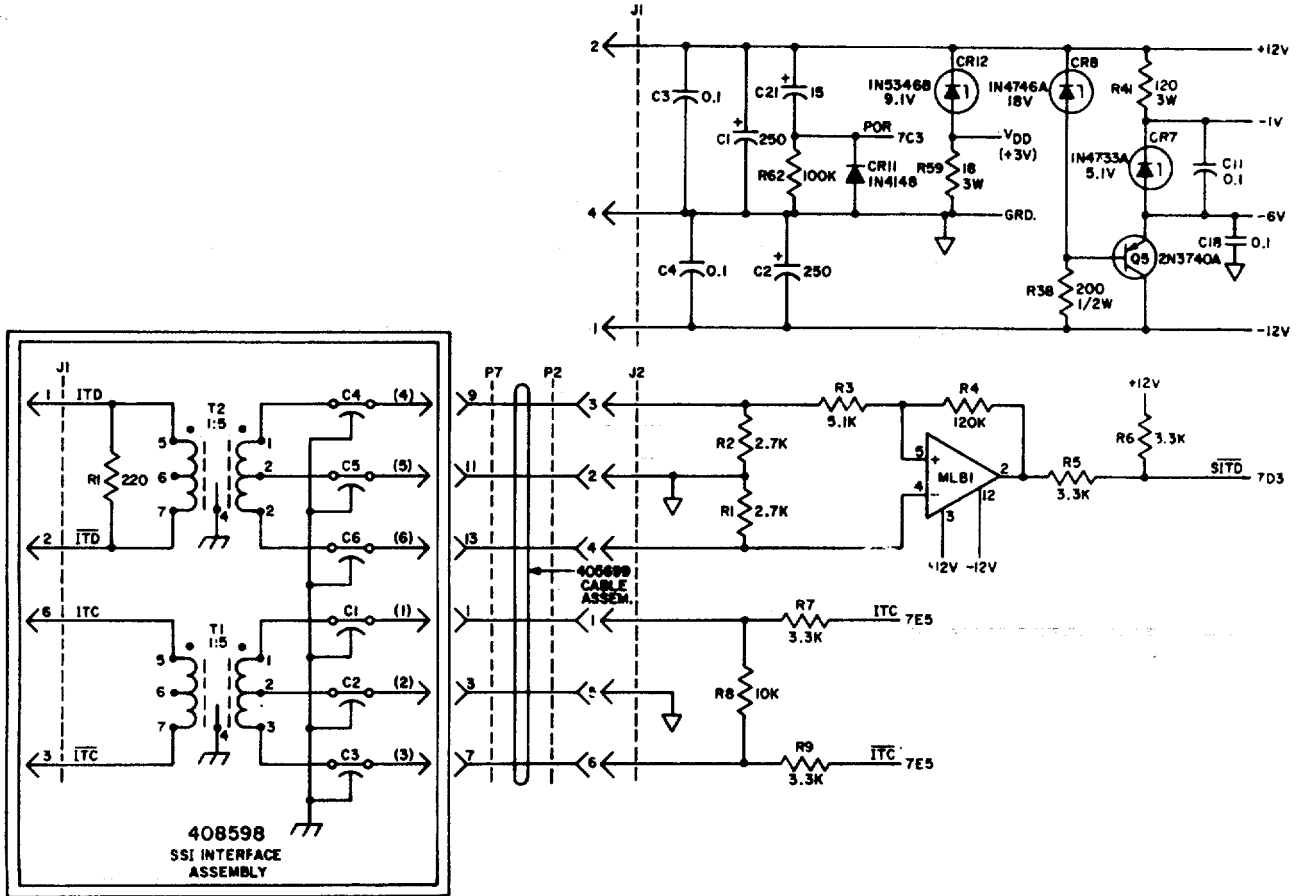 J1
2
+12V
C3
0.1
C1
250
C21
15
POR
7C3
R62
100K
CR11
1N4148
CR12
1N5346B
9.1V
VDD
(+3V)
R59
18
3W
CR8
1N4746A
18V
R41
120
3W
-1V
CR7
1N4733A
5.1V
C11
0.1
4
GRD.
-6V
C18
0.1
C4
0.1
C2
250
R38
200
1/2W
Q5
2N3740A
1
-12V
J1
1
ITD
T2
1:5
5
6
7
1
2
2
4
R1
220
2
ITD
C4
(4)
C5
(5)
C6
(6)
6
ITC
T1
1:5
5
6
7
1
2
3
4
3
ITC
C1
(1)
C2
(2)
C3
(3)
408598
SSI INTERFACE
ASSEMBLY
P7
P2
J2
9
3
11
2
13
4
405699
CABLE
ASSEM.
1
1
3
5
7
6
R2
2.7K
R1
2.7K
R3
5.1K
R4
120K
5
+
4
-
ML81
2
12
3
+12V
-12V
+12V
R6
3.3K
R5
3.3K
SITD
7D3
R7
3.3K
ITC
7E5
R8
10K
R9
3.3K
ITC
7E5